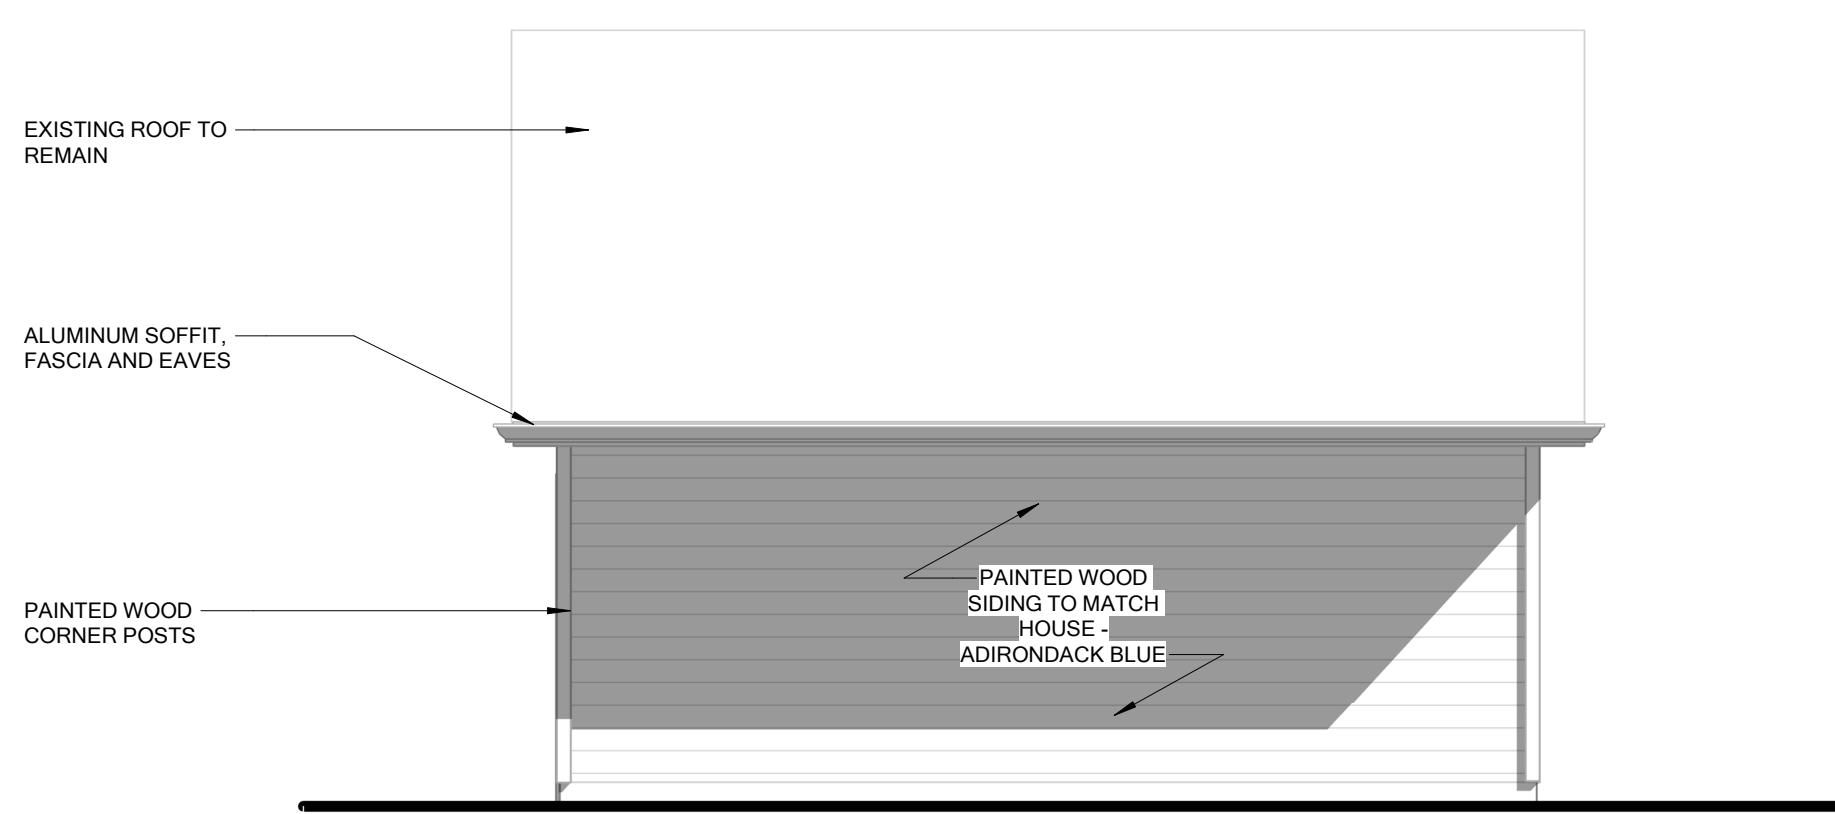 EXISTING ROOF TO
REMAIN
ALUMINUM SOFFIT,
FASCIA AND EAVES
PAINTED WOOD
CORNER POSTS
PAINTED WOOD
SIDING TO MATCH
HOUSE -
ADIRONDACK BLUE